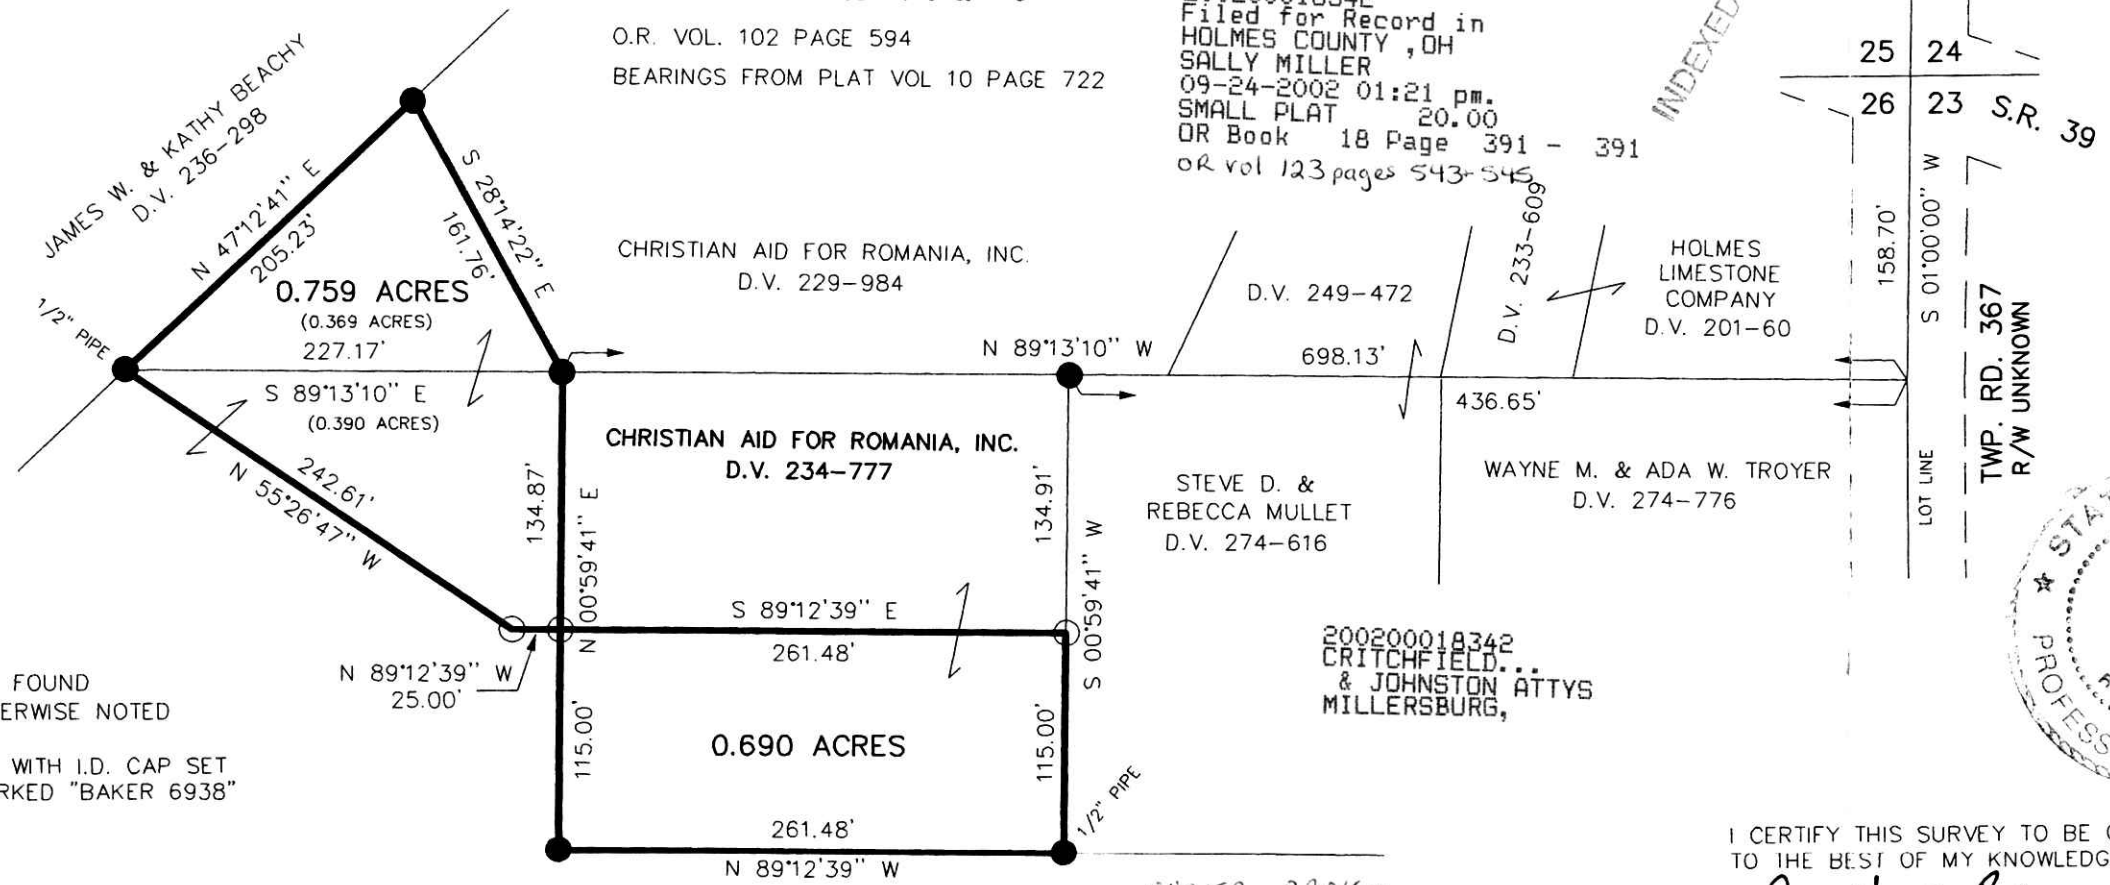 O.R. VOL. 102 PAGE 594
BEARINGS FROM PLAT VOL 10 PAGE 722
Filed for Record in
HOLMES COUNTY ,OH
SALLY MILLER
09-24-2002 01:21 pm.
SMALL PLAT 20.00
OR Book 18 Page 391 - 391
OR vol 123 pages 543-545
INDEXED
25 24
26 23
S.R. 39
JAMES W. & KATHY BEACHY
D.V. 236-298
N 47°12'41" E
205.23'
S 28°14'22" E
161.76'
0.759 ACRES
(0.369 ACRES)
227.17'
1/2" PIPE
S 89°13'10" E
(0.390 ACRES)
242.61'
N 55°26'47" W
CHRISTIAN AID FOR ROMANIA, INC.
D.V. 229-984
N 89°13'10" W
D.V. 249-472
D.V. 233-609
HOLMES
LIMESTONE
COMPANY
D.V. 201-60
698.13'
436.65'
158.70'
S 01°00'00" W
LOT LINE
TWP. RD. 367
R/W UNKNOWN
CHRISTIAN AID FOR ROMANIA, INC.
D.V. 234-777
134.87'
N 00°59'41" E
134.91'
S 00°59'41" W
STEVE D. &
REBECCA MULLET
D.V. 274-616
WAYNE M. & ADA W. TROYER
D.V. 274-776
S 89°12'39" E
261.48'
N 89°12'39" W
25.00'
115.00'
0.690 ACRES
115.00'
1/2" PIPE
261.48'
N 89°12'39" W
200200018342
CRITCHFIELD...
& JOHNSTON ATTYS
MILLERSBURG,
FOUND
ERWISE NOTED
WITH I.D. CAP SET
RKED "BAKER 6938"
STA
PROFESS
I CERTIFY THIS SURVEY TO BE
TO THE BEST OF MY KNOWLEDG